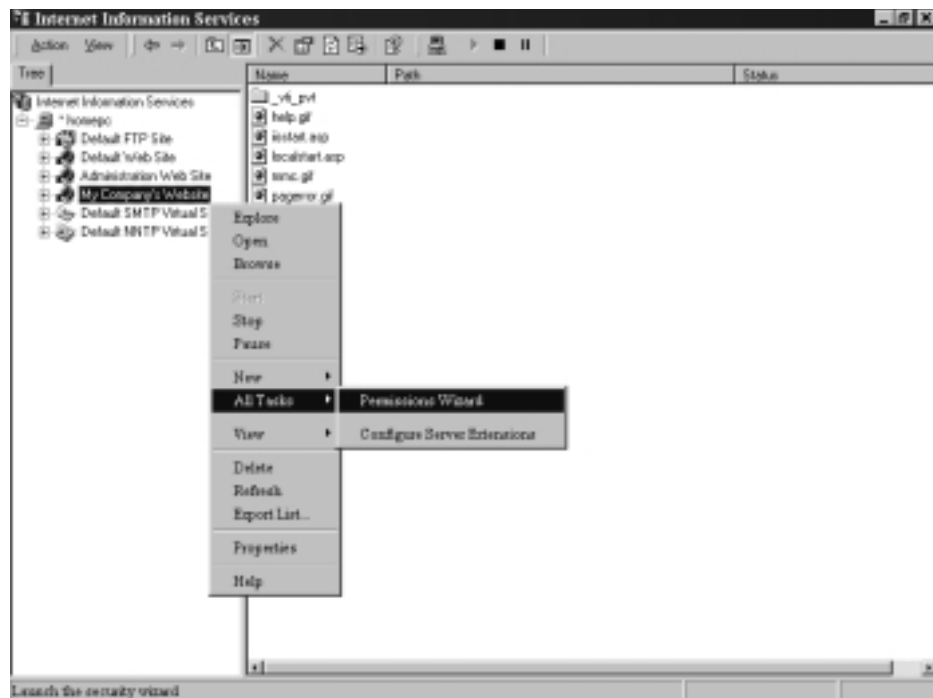 Internet Information Services
Action View
Tree
Name Path Status
Internet Information Services
* homepc
Default FTP Site
Default Web Site
Administration Web Site
My Company's Website
Default SMTP Virtual S
Default NNTP Virtual S
_vti_pvt
help.gif
iisstart.asp
localstart.asp
mmc.gif
pagerror.gif
Explore
Open
Browse
Start
Stop
Pause
New
All Tasks
Permissions Wizard
View
Configure Server Extensions
Delete
Refresh
Export List...
Properties
Help
Launch the security wizard